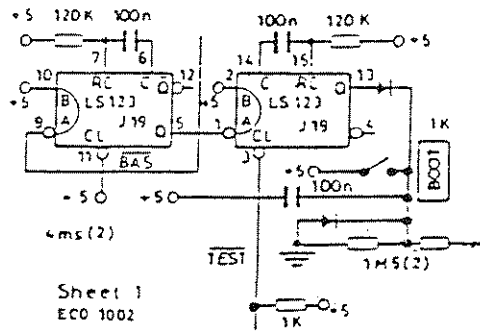 +5 120K 100n 100n 120K +5
7 6 14 15
10 RC C Q̅ 12 2 C RC Q 13
+5 B LS123 +5 B LS123
9 A J19 Q 5 1 A J19 4
CL CL 1K
11 BAS 3 +5 BOOT
+5 +5 100n
4ms(2)
TEST 1M5(2)
Sheet 1
ECO 1002 1K +5